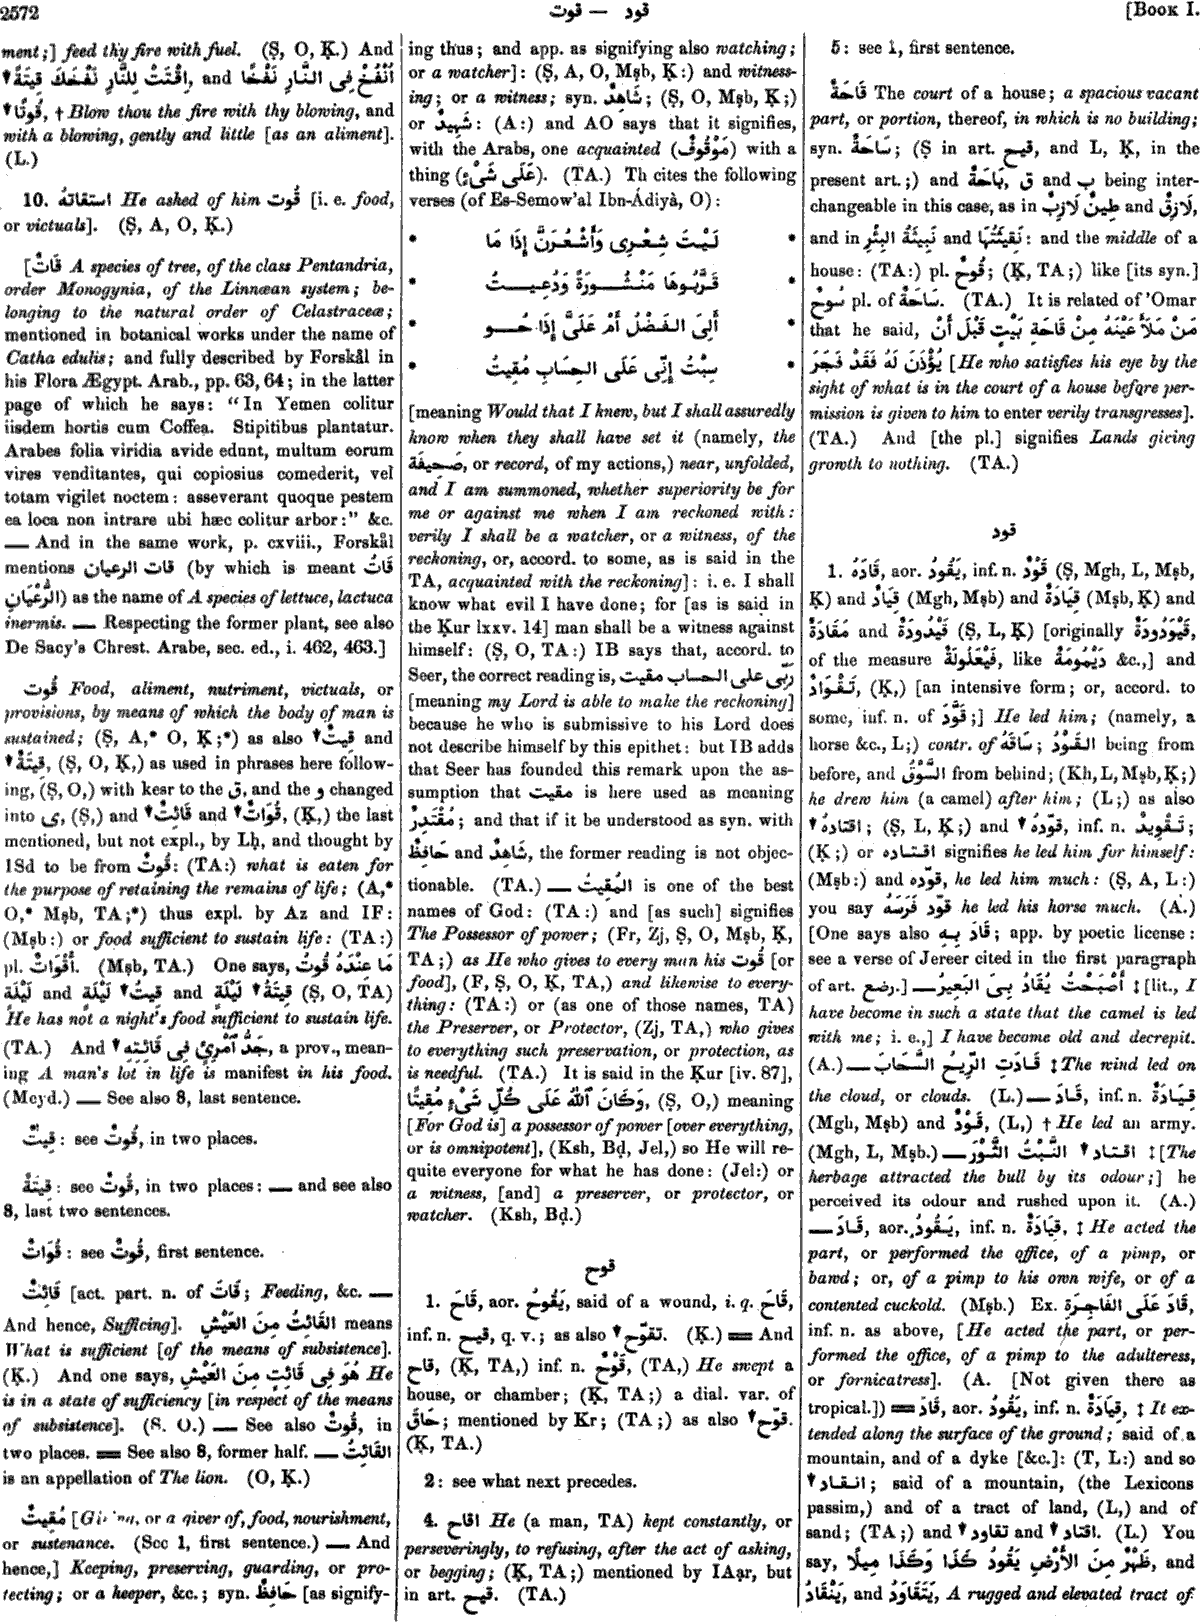 2572
قود — قوت
[BOOK I.
ment;] feed thy fire with fuel. (Ṣ, O, Ḳ.) And
اُنْفُخْ فِى النَّارِ نَفْخًا and ,اِقْتَتْ لِلنَّارِ نَفْخَكَ قِيتَةً▼
قُوتًا▼, † Blow thou the fire with thy blowing, and
with a blowing, gently and little [as an aliment].
(L.)
10. استقاتهُ He asked of him قُوت [i. e. food,
or victuals]. (Ṣ, A, O, Ḳ.)
[قَاتٌ A species of tree, of the class Pentandria,
order Monogynia, of the Linnæan system; be-
longing to the natural order of Celastraceæ;
mentioned in botanical works under the name of
Catha edulis; and fully described by Forskål in
his Flora Ægypt. Arab., pp. 63, 64; in the latter
page of which he says: "In Yemen colitur
iisdem hortis cum Coffea. Stipitibus plantatur.
Arabes folia viridia avide edunt, multum eorum
vires venditantes, qui copiosius comederit, vel
totam vigilet noctem: asseverant quoque pestem
ea loca non intrare ubi hæc colitur arbor:" &c.
— And in the same work, p. cxviii., Forskål
mentions قات الرعيان (by which is meant قَاتُ
الرُّعْيَانِ) as the name of A species of lettuce, lactuca
inermis. — Respecting the former plant, see also
De Sacy's Chrest. Arabe, sec. ed., i. 462, 463.]
قُوت Food, aliment, nutriment, victuals, or
provisions, by means of which the body of man is
sustained; (Ṣ, A,* O, Ḳ;*) as also ▼قِيتٌ and
▼قِيتَةٌ, (Ṣ, O, Ḳ,) as used in phrases here follow-
ing, (Ṣ, O,) with kesr to the ق, and the و changed
into ى, (Ṣ,) and ▼قَائِتٌ and ▼قُوَاتٌ, (Ḳ,) the last
mentioned, but not expl., by Lḥ, and thought by
ISd to be from قُوتٌ: (TA:) what is eaten for
the purpose of retaining the remains of life; (A,*
O,* Mṣb, TA;*) thus expl. by Az and IF:
(Mṣb:) or food sufficient to sustain life: (TA:)
pl. أَقْوَاتٌ. (Mṣb, TA.) One says, مَا عِنْدَهُ قُوتُ
لَيْلَةٍ and ▼قِيتُ لَيْلَةٍ and ▼قِيتَةُ لَيْلَةٍ (Ṣ, O, TA)
He has not a night's food sufficient to sustain life.
(TA.) And ▼جَدُّ ٱمْرِئٍ فِى قَائِتِهِ, a prov., mean-
ing A man's lot in life is manifest in his food.
(Meyd.) — See also 8, last sentence.
قِيتٌ: see قُوتٌ, in two places.
قِيتَةٌ: see قُوتٌ, in two places: — and see also
8, last two sentences.
قُوَاتٌ: see قُوتٌ, first sentence.
قَائِتٌ [act. part. n. of قَاتَ; Feeding, &c. —
And hence, Sufficing]. القَائِتُ مِنَ العَيْشِ means
What is sufficient [of the means of subsistence].
(Ḳ.) And one says, هُوَ فِى قَائِتٍ مِنَ العَيْشِ He
is in a state of sufficiency [in respect of the means
of subsistence]. (Ṣ, O.) — See also قُوتٌ, in
two places. = See also 8, former half. — القَائِتُ
is an appellation of The lion. (O, Ḳ.)
مُقِيتٌ [Giving, or a giver of, food, nourishment,
or sustenance. (See 1, first sentence.) — And
hence,] Keeping, preserving, guarding, or pro-
tecting; or a keeper, &c.; syn. حَافِظٌ [as signify-
ing thus; and app. as signifying also watching;
or a watcher]: (Ṣ, A, O, Mṣb, Ḳ:) and witness-
ing; or a witness; syn. شَاهِدٌ; (Ṣ, O, Mṣb, Ḳ;)
or شَهِيدٌ: (A:) and AO says that it signifies,
with the Arabs, one acquainted (مَوْقُوفٌ) with a
thing (عَلَى شَىْءٍ). (TA.) Th cites the following
verses (of Es-Semow'al Ibn-Ádiyà, O):
* لَيْتَ شِعْرِى وَأَشْعُرَنَّ إِذَا مَا *
* قَرَّبُوهَا مَنْشُورَةً وَدُعِيتُ *
* أَلِىَ الفَضْلُ أَمْ عَلَىَّ إِذَا حُو *
* سِبْتُ إِنِّى عَلَى الحِسَابِ مُقِيتُ *
[meaning Would that I knew, but I shall assuredly
know when they shall have set it (namely, the
صَحِيفَة, or record, of my actions,) near, unfolded,
and I am summoned, whether superiority be for
me or against me when I am reckoned with:
verily I shall be a watcher, or a witness, of the
reckoning, or, accord. to some, as is said in the
TA, acquainted with the reckoning]: i. e. I shall
know what evil I have done; for [as is said in
the Ḳur lxxv. 14] man shall be a witness against
himself: (Ṣ, O, TA:) IB says that, accord. to
Seer, the correct reading is, رَبِّى على الحساب مقيت
[meaning my Lord is able to make the reckoning]
because he who is submissive to his Lord does
not describe himself by this epithet: but IB adds
that Seer has founded this remark upon the as-
sumption that مقيت is here used as meaning
مُقْتَدِرٌ; and that if it be understood as syn. with
حَافِظٌ and شَاهِدٌ, the former reading is not objec-
tionable. (TA.) — المُقِيتُ is one of the best
names of God: (TA:) and [as such] signifies
The Possessor of power; (Fr, Zj, Ṣ, O, Mṣb, Ḳ,
TA;) as He who gives to every man his قُوت [or
food], (F, Ṣ, O, Ḳ, TA,) and likewise to every-
thing: (TA:) or (as one of those names, TA)
the Preserver, or Protector, (Zj, TA,) who gives
to everything such preservation, or protection, as
is needful. (TA.) It is said in the Ḳur [iv. 87],
وَكَانَ ٱللّٰهُ عَلَى كُلِّ شَىْءٍ مُقِيتًا, (Ṣ, O,) meaning
[For God is] a possessor of power [over everything,
or is omnipotent], (Ksh, Bḍ, Jel,) so He will re-
quite everyone for what he has done: (Jel:) or
a witness, [and] a preserver, or protector, or
watcher. (Ksh, Bḍ.)
قوح
1. قَاحَ, aor. يَقُوحُ, said of a wound, i. q. قَاحَ,
inf. n. قيح, q. v.; as also ▼تقوّح. (Ḳ.) = And
قاح, (Ḳ, TA,) inf. n. قَوْحٌ, (TA,) He swept a
house, or chamber; (Ḳ, TA;) a dial. var. of
حَاقَ; mentioned by Kr; (TA;) as also ▼قوّح.
(Ḳ, TA.)
2: see what next precedes.
4. اقاح He (a man, TA) kept constantly, or
perseveringly, to refusing, after the act of asking,
or begging; (Ḳ, TA;) mentioned by IAạr, but
in art. قيح. (TA.)
5: see 1, first sentence.
قَاحَةٌ The court of a house; a spacious vacant
part, or portion, thereof, in which is no building;
syn. سَاحَةٌ; (Ṣ in art. قيح, and L, Ḳ, in the
present art.;) and بَاحَةٌ, ق and ب being inter-
changeable in this case, as in طِينٌ لَازِبٌ and لَازِقٌ,
and in نَبِيثَةُ البِئْرِ and نَقِيثَتُهَا: and the middle of a
house: (TA:) pl. قُوحٌ; (Ḳ, TA;) like [its syn.]
سُوحٌ pl. of سَاحَةٌ. (TA.) It is related of 'Omar
that he said, مَنْ مَلَأَ عَيْنَهُ مِنْ قَاحَةِ بَيْتٍ قَبْلَ أَنْ
يُؤْذَنَ لَهُ فَقَدْ فَجَرَ [He who satisfies his eye by the
sight of what is in the court of a house before per-
mission is given to him to enter verily transgresses].
(TA.) And [the pl.] signifies Lands giving
growth to nothing. (TA.)
قود
1. قَادَهُ, aor. يَقُودُ, inf. n. قَوْدٌ (Ṣ, Mgh, L, Mṣb,
Ḳ) and قِيَادٌ (Mgh, Mṣb) and قِيَادَةٌ (Mṣb, Ḳ) and
مَقَادَةٌ and قَيْدُودَةٌ (Ṣ, L, Ḳ) [originally قَيْوَدُودَةٌ,
of the measure فَيْعَلُولَةٌ, like دَيْمُومَةٌ &c.,] and
تَقْوَادٌ, (Ḳ,) [an intensive form; or, accord. to
some, inf. n. of قَوَّدَ;] He led him; (namely, a
horse &c., L;) contr. of سَاقَهُ; القَوْدُ being from
before, and السَّوْقُ from behind; (Kh, L, Mṣb, Ḳ;)
he drew him (a camel) after him; (L;) as also
▼اقتادهُ; (Ṣ, L, Ḳ;) and ▼قوّدهُ, inf. n. تَقْوِيدٌ;
(Ḳ;) or اقتاده signifies he led him for himself:
(Mṣb:) and قوّده, he led him much: (Ṣ, A, L:)
you say قوّد فَرَسَهُ he led his horse much. (A.)
[One says also قَادَ بِهِ; app. by poetic license:
see a verse of Jereer cited in the first paragraph
of art. رضع.] — أَصْبَحْتُ يُقَادُ بِىَ البَعِيرُ ‡ [lit., I
have become in such a state that the camel is led
with me; i. e.,] I have become old and decrepit.
(A.) — قَادَتِ الرِّيحُ السَّحَابَ ‡ The wind led on
the cloud, or clouds. (L.) — قَادَ, inf. n. قِيَادَةٌ
(Mgh, Mṣb) and قَوْدٌ, (L,) † He led an army.
(Mgh, L, Mṣb.) — ▼اقتاد النَّبْتُ الثَّوْرَ ‡ [The
herbage attracted the bull by its odour;] he
perceived its odour and rushed upon it. (A.)
— قَادَ, aor. يَقُودُ, inf. n. قِيَادَةٌ, ‡ He acted the
part, or performed the office, of a pimp, or
bawd; or, of a pimp to his own wife, or of a
contented cuckold. (Mṣb.) Ex. قَادَ عَلَى الفَاجِرَةِ,
inf. n. as above, [He acted the part, or per-
formed the office, of a pimp to the adulteress,
or fornicatress]. (A. [Not given there as
tropical.]) = قَادَ, aor. يَقُودُ, inf. n. قِيَادَةٌ, ‡ It ex-
tended along the surface of the ground; said of a
mountain, and of a dyke [&c.]: (T, L:) and so
▼انقاد; said of a mountain, (the Lexicons
passim,) and of a tract of land, (L,) and of
sand; (TA;) and ▼تقاود and ▼اقتاد. (L.) You
say, ظَهْرٌ مِنَ الأَرْضِ يَقُودُ كَذَا وَكَذَا مِيلًا, and
يَنْقَادُ, and يَتَقَاوَدُ, A rugged and elevated tract of